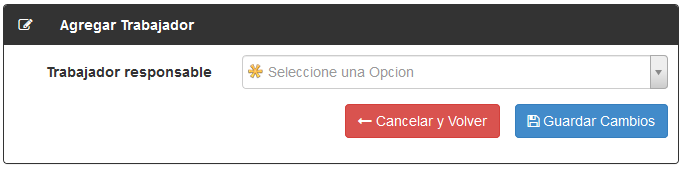 Agregar Trabajador
Trabajador responsable
Seleccione una Opcion
Cancelar y Volver
Guardar Cambios